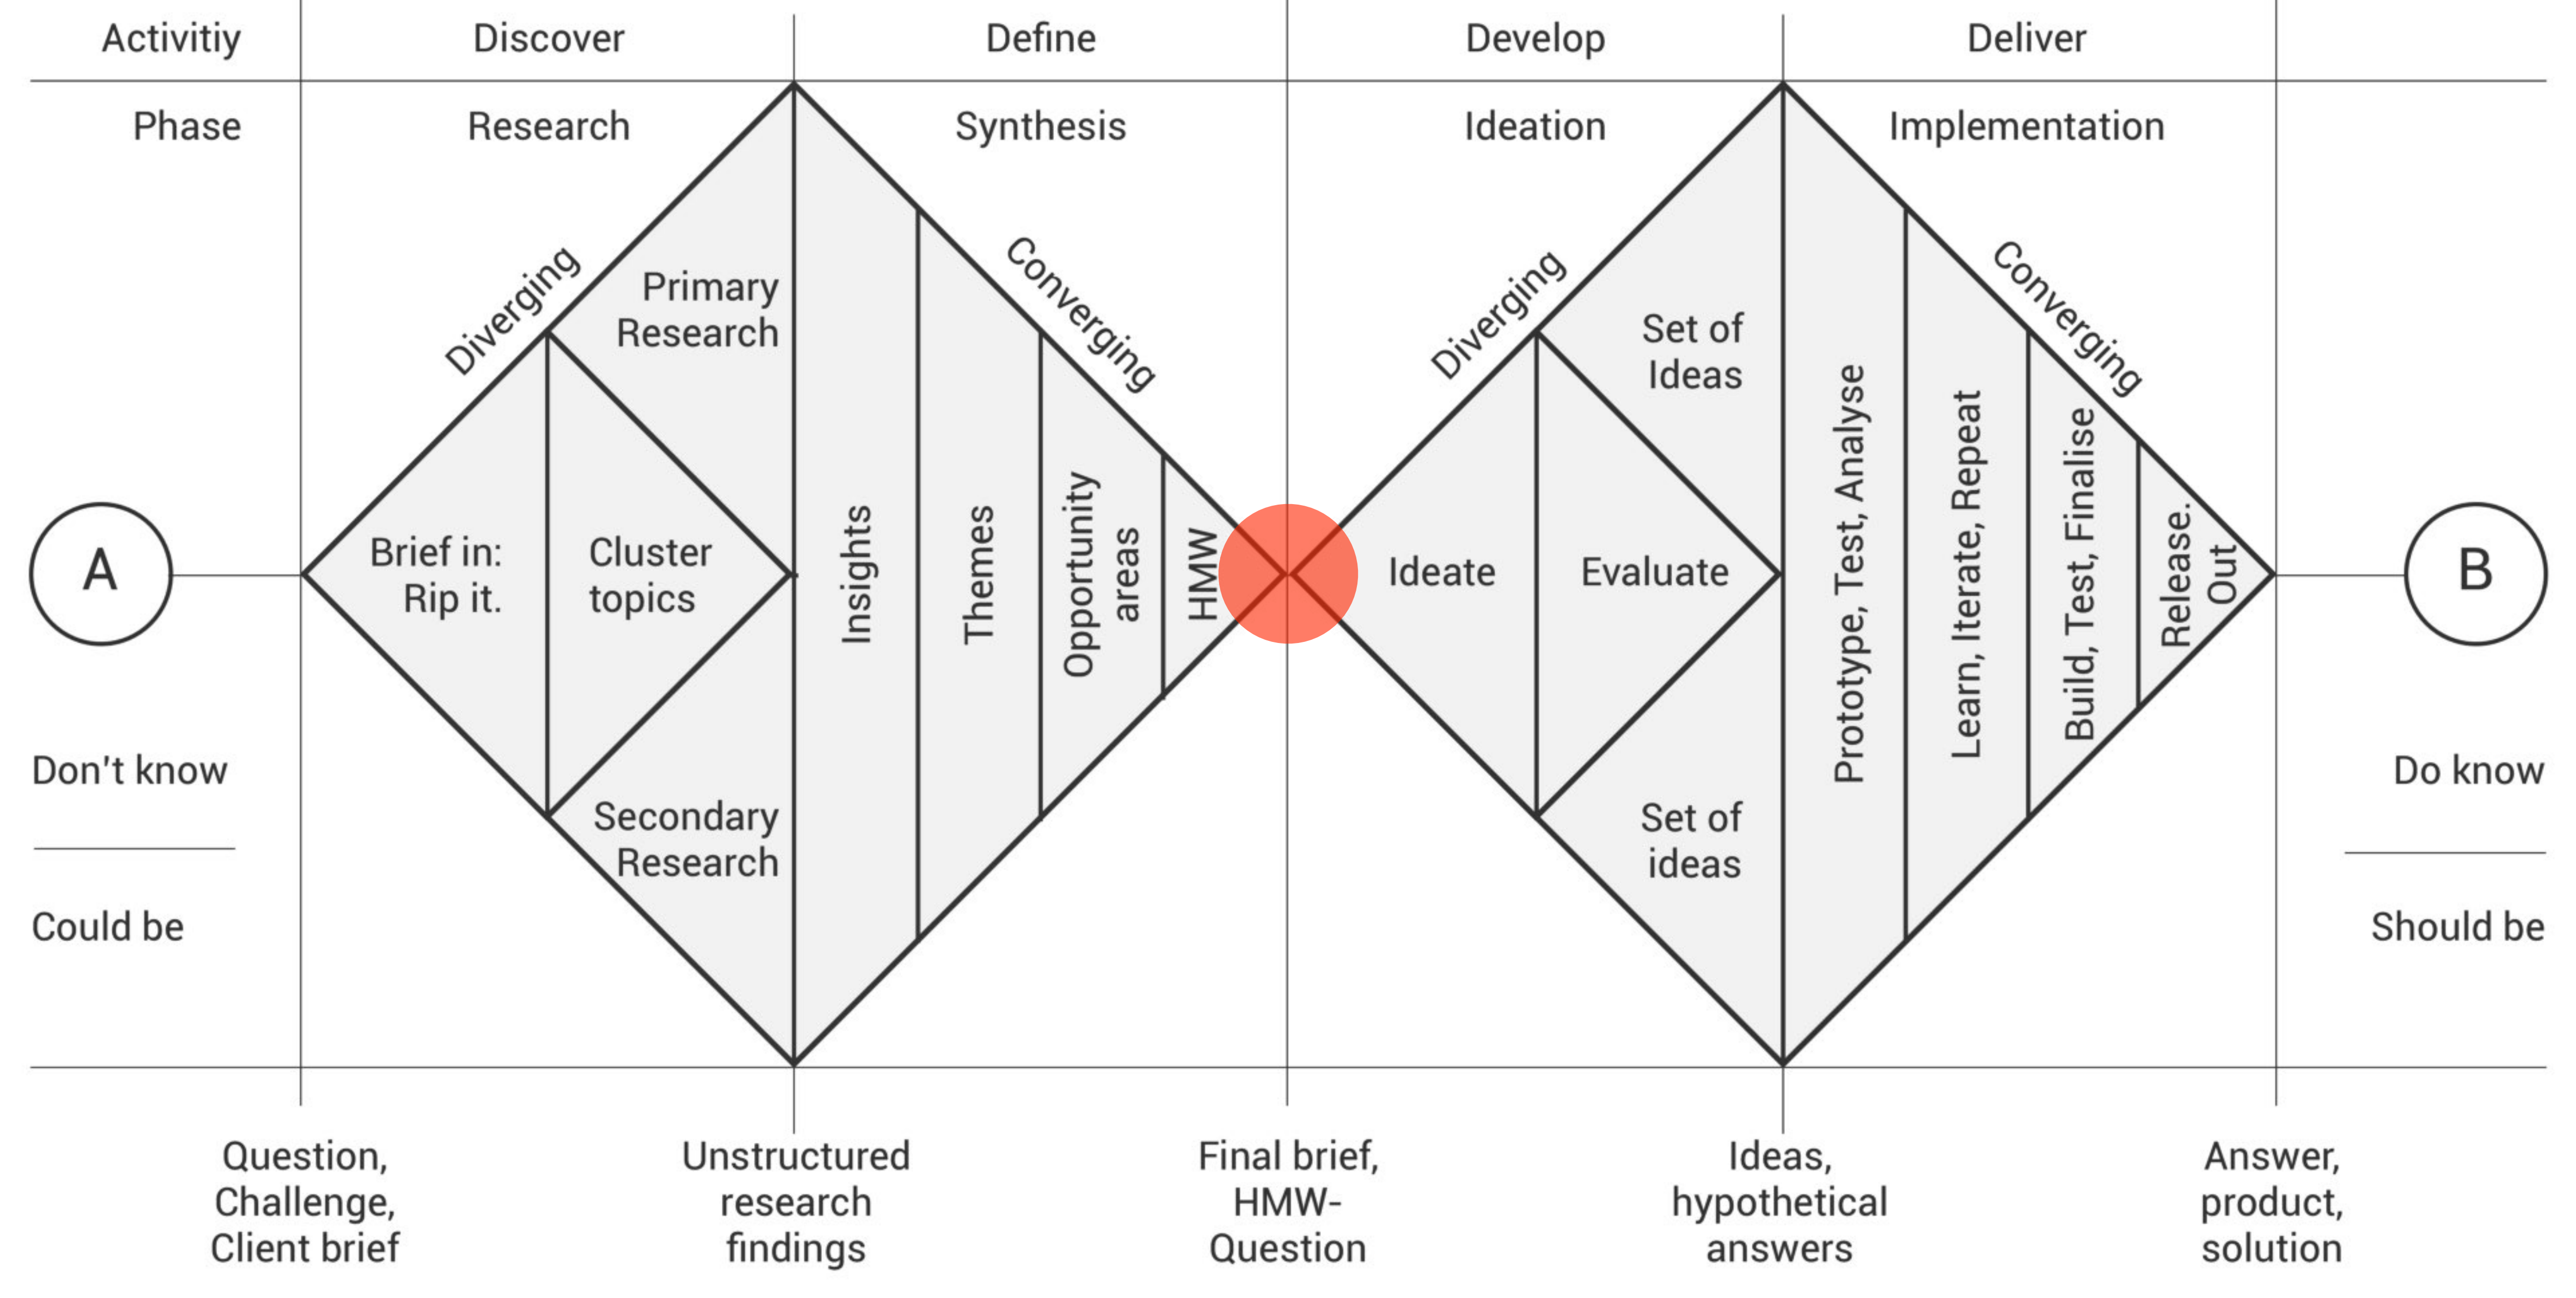 Activitiy
Discover
Define
Develop
Deliver
Phase
Research
Synthesis
Ideation
Implementation
Diverging
Converging
Diverging
Converging
A
Brief in:
Rip it.
Cluster
topics
Primary
Research
Secondary
Research
Insights
Themes
Opportunity
areas
HMW
Ideate
Evaluate
Set of
Ideas
Set of
ideas
Prototype, Test, Analyse
Learn, Iterate, Repeat
Build, Test, Finalise
Release.
Out
B
Don't know
Could be
Do know
Should be
Question,
Challenge,
Client brief
Unstructured
research
findings
Final brief,
HMW-
Question
Ideas,
hypothetical
answers
Answer,
product,
solution